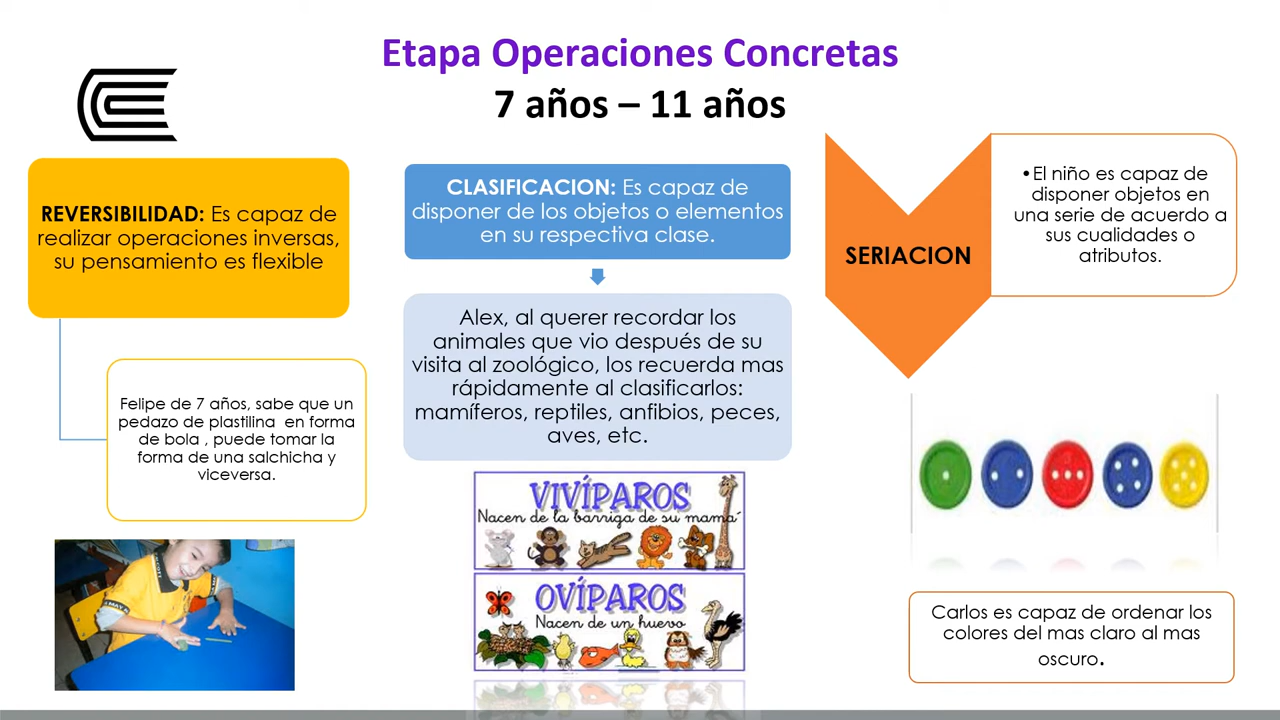 Etapa Operaciones Concretas
7 años – 11 años
REVERSIBILIDAD: Es capaz de
realizar operaciones inversas,
su pensamiento es flexible
Felipe de 7 años, sabe que un
pedazo de plastilina en forma
de bola , puede tomar la
forma de una salchicha y
viceversa.
CLASIFICACION: Es capaz de
disponer de los objetos o elementos
en su respectiva clase.
Alex, al querer recordar los
animales que vio después de su
visita al zoológico, los recuerda mas
rápidamente al clasificarlos:
mamíferos, reptiles, anfibios, peces,
aves, etc.
VIVÍPAROS
Nacen de la barriga de su mamá
OVÍPAROS
Nacen de un huevo
SERIACION
•El niño es capaz de
disponer objetos en
una serie de acuerdo a
sus cualidades o
atributos.
Carlos es capaz de ordenar los
colores del mas claro al mas
oscuro.